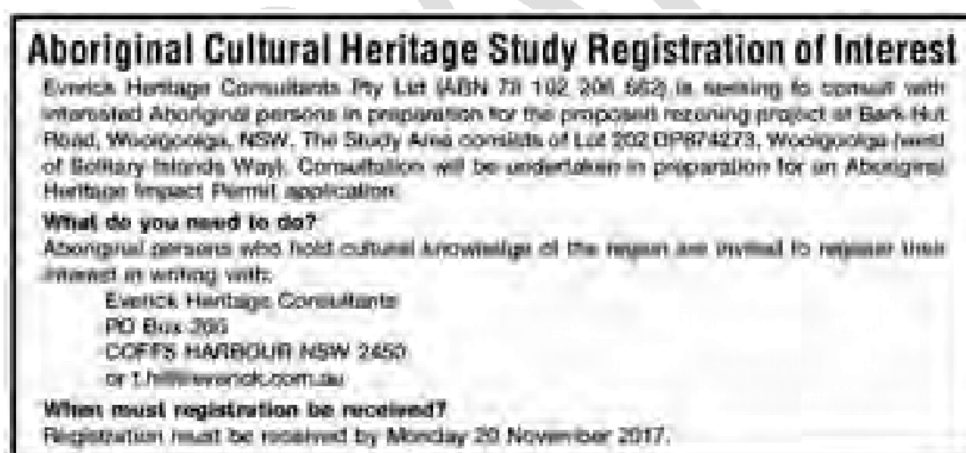 Aboriginal Cultural Heritage Study Registration of Interest
Everick Heritage Consultants Pty Ltd (ABN 78 102 206 is seeking to consult with
interested Aboriginal persons in preparation for the proposed rezoning project at Bark Hut
Road, Woolgoolga, NSW. The Study Area consists of Lot 202 DP874273, Woolgoolga (west
of Solitary Islands Way). Consultation will be undertaken in preparation for an Aboriginal
Heritage Impact Permit application.
What do you need to do?
Aboriginal persons who hold cultural knowledge of the region are invited to register their
interest in writing with:
Everick Heritage Consultants
PO Box
COFFS HARBOUR NSW 2450
or
When must registration be received?
Registration must be received by Monday 20 November 2017.